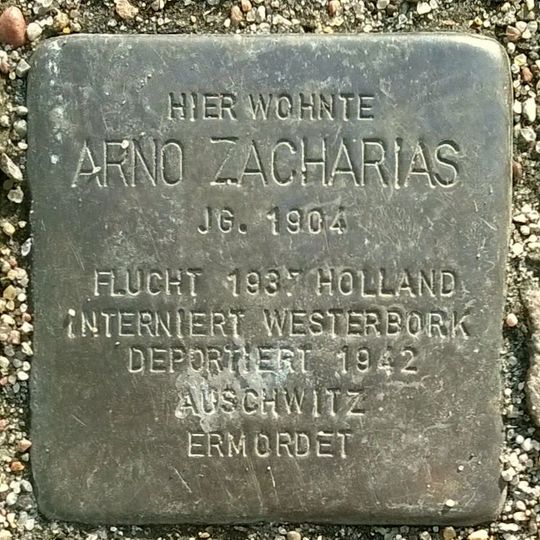 HIER WOHNTE
ARNO ZACHARIAS
JG. 1904
FLUCHT 1937 HOLLAND
INTERNIERT WESTERBORK
DEPORTIERT 1942
AUSCHWITZ
ERMORDET